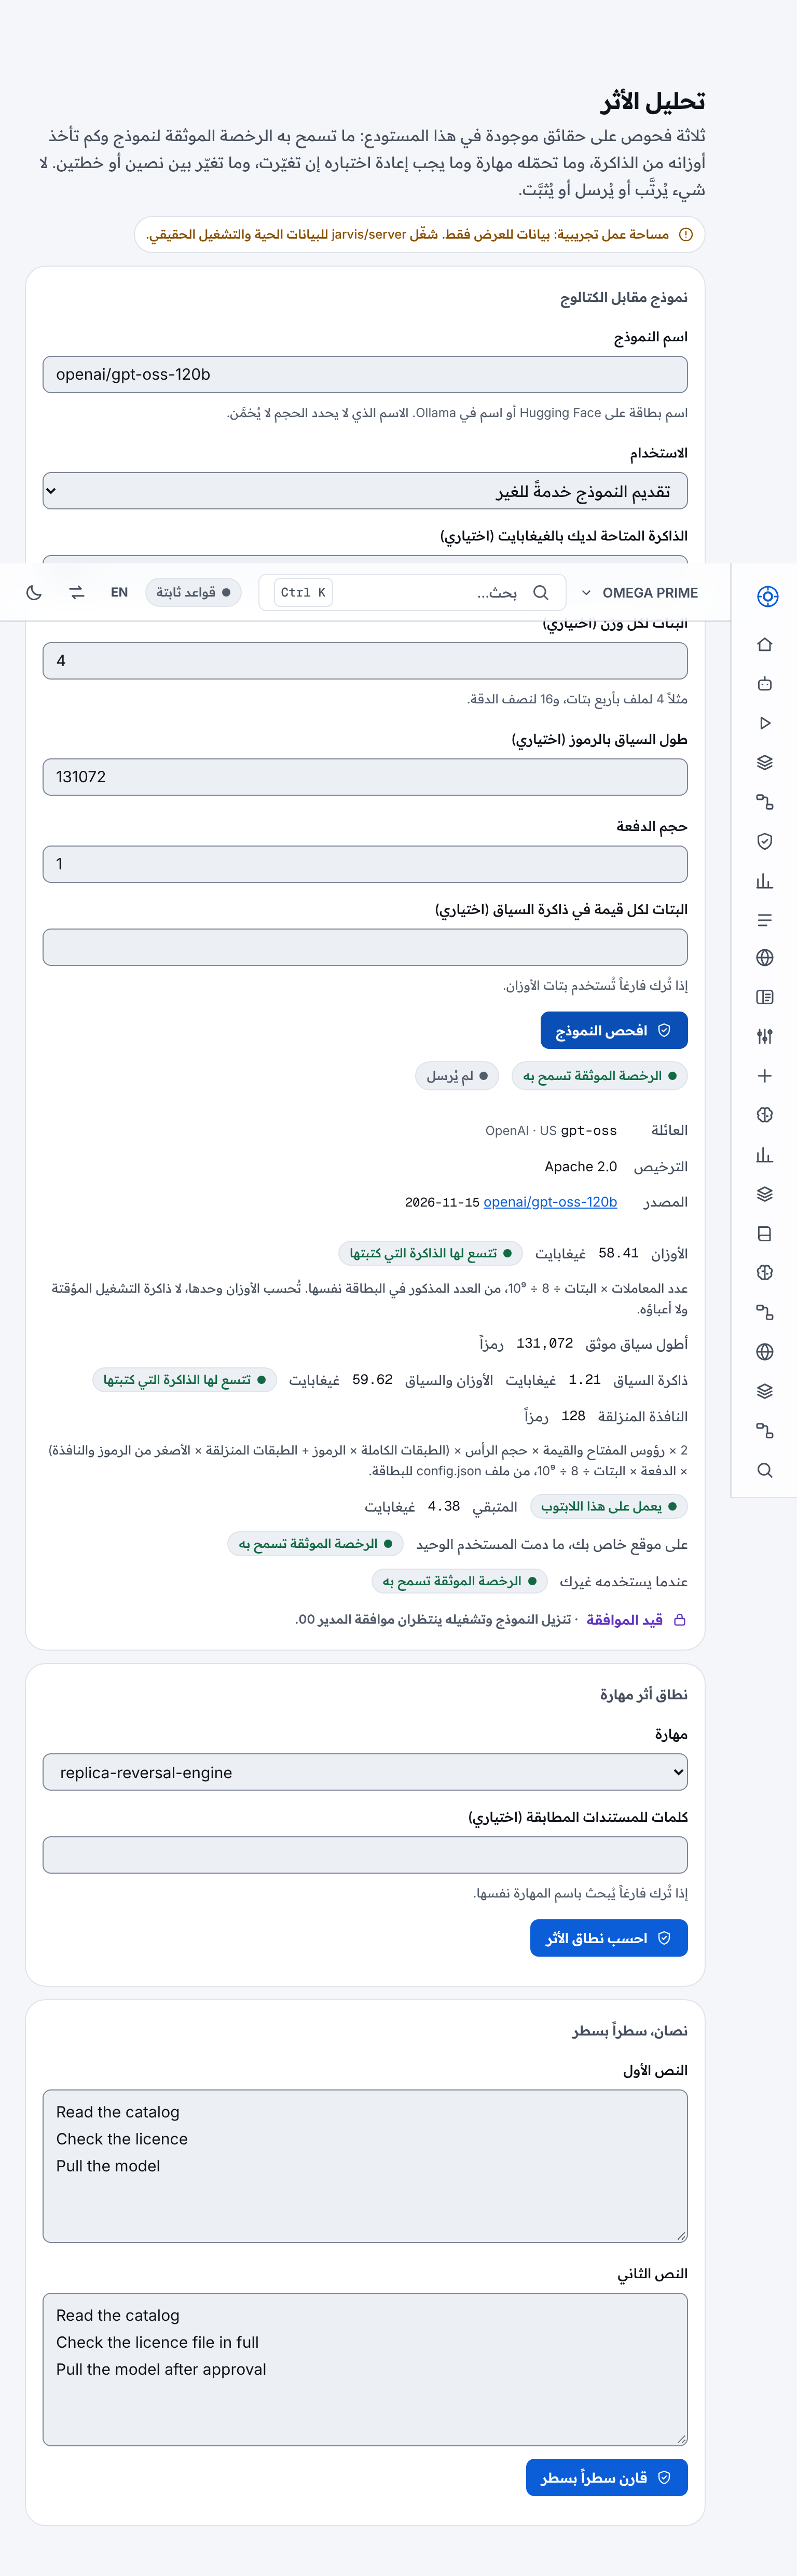 تحليل الأثر
ثلاثة فحوص على حقائق موجودة في هذا المستودع: ما تسمح به الرخصة الموثقة لنموذج وكم تأخذ
أوزانه من الذاكرة، وما تحمّله مهارة وما يجب إعادة اختباره إن تغيّرت، وما تغيّر بين نصين أو خطتين. لا
شيء يُرتَّب أو يُرسل أو يُثبَّت.
مساحة عمل تجريبية: بيانات للعرض فقط. شغّل jarvis/server للبيانات الحية والتشغيل الحقيقي.
نموذج مقابل الكتالوج
اسم النموذج
openai/gpt-oss-120b
اسم بطاقة على Hugging Face أو اسم في Ollama. الاسم الذي لا يحدد الحجم لا يُخمَّن.
الاستخدام
تقديم النموذج خدمةً للغير
الذاكرة المتاحة لديك بالغيغابايت (اختياري)
OMEGA PRIME
بحث...
Ctrl K
قواعد ثابتة
EN
البتات لكل وزن (اختياري)
4
مثلاً 4 لملف بأربع بتات، و16 لنصف الدقة.
طول السياق بالرموز (اختياري)
131072
حجم الدفعة
1
البتات لكل قيمة في ذاكرة السياق (اختياري)
إذا تُرك فارغاً تُستخدم بتات الأوزان.
افحص النموذج
الرخصة الموثقة تسمح به
لم يُرسل
العائلة gpt-oss OpenAI · US
الترخيص Apache 2.0
المصدر openai/gpt-oss-120b 2026-11-15
الأوزان 58.41 غيغابايت تتسع لها الذاكرة التي كتبتها
عدد المعاملات × البتات ÷ 8 ÷ 10⁹، من العدد المذكور في البطاقة نفسها. تُحسب الأوزان وحدها، لا ذاكرة التشغيل المؤقتة
ولا أعباؤه.
أطول سياق موثق 131,072 رمزاً
ذاكرة السياق 1.21 غيغابايت الأوزان والسياق 59.62 غيغابايت تتسع لها الذاكرة التي كتبتها
النافذة المنزلقة 128 رمزاً
2 × رؤوس المفتاح والقيمة × حجم الرأس × (الطبقات الكاملة × الرموز + الطبقات المنزلقة × الأصغر من الرموز والنافذة)
× الدفعة × البتات ÷ 8 ÷ 10⁹، من ملف config.json للبطاقة.
يعمل على هذا اللابتوب المتبقي 4.38 غيغابايت
على موقع خاص بك، ما دمت المستخدم الوحيد الرخصة الموثقة تسمح به
عندما يستخدمه غيرك الرخصة الموثقة تسمح به
قيد الموافقة · تنزيل النموذج وتشغيله ينتظران موافقة المدير 00.
نطاق أثر مهارة
مهارة
replica-reversal-engine
كلمات للمستندات المطابقة (اختياري)
إذا تُرك فارغاً يُبحث باسم المهارة نفسها.
احسب نطاق الأثر
نصان، سطراً بسطر
النص الأول
Read the catalog
Check the licence
Pull the model
النص الثاني
Read the catalog
Check the licence file in full
Pull the model after approval
قارن سطراً بسطر